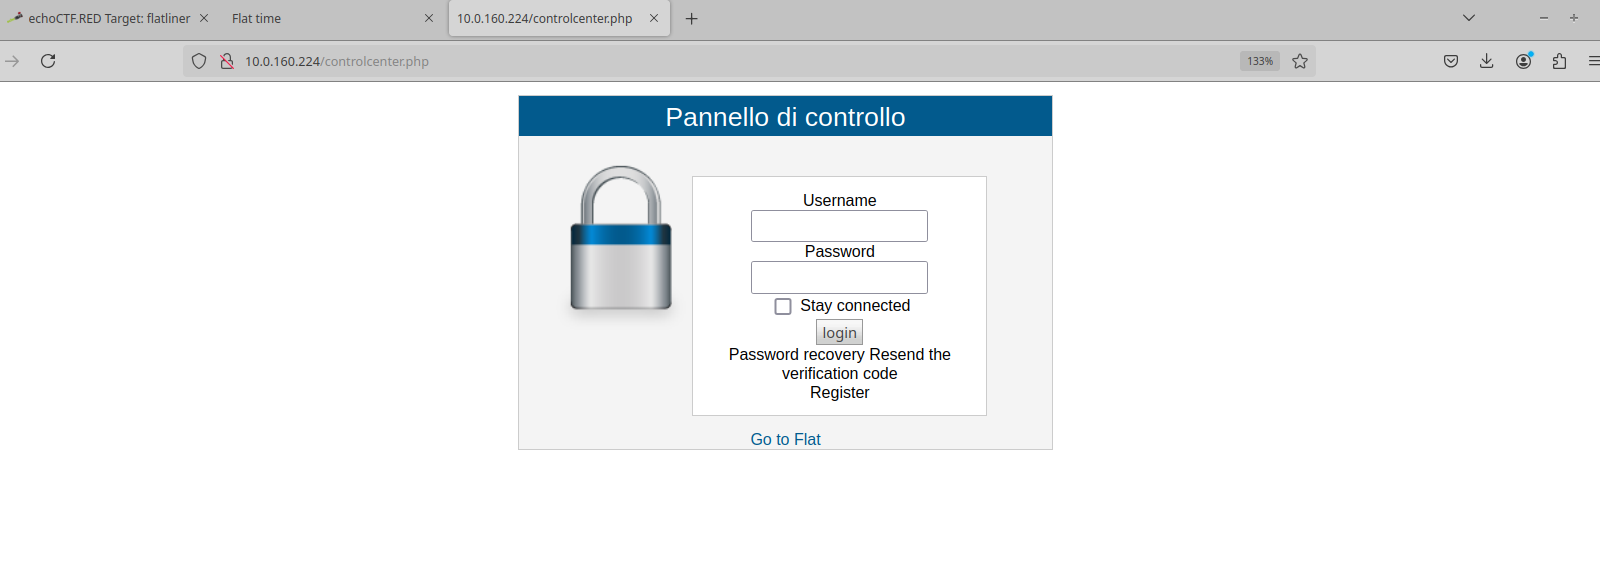 echoCTF.RED Target: flatliner
Flat time
10.0.160.224/controlcenter.php
10.0.160.224/controlcenter.php
133%
Pannello di controllo
Username
Password
Stay connected
login
Password recovery Resend the
verification code
Register
Go to Flat